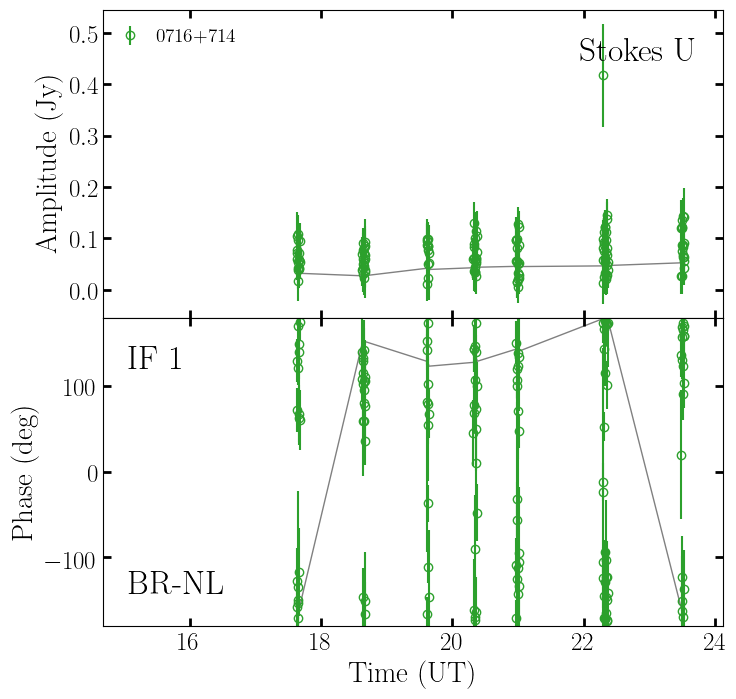 0716+714
Stokes U
Amplitude (Jy)
0.5
0.4
0.3
0.2
0.1
0.0
IF 1
BR-NL
Phase (deg)
100
0
−100
16
18
20
22
24
Time (UT)